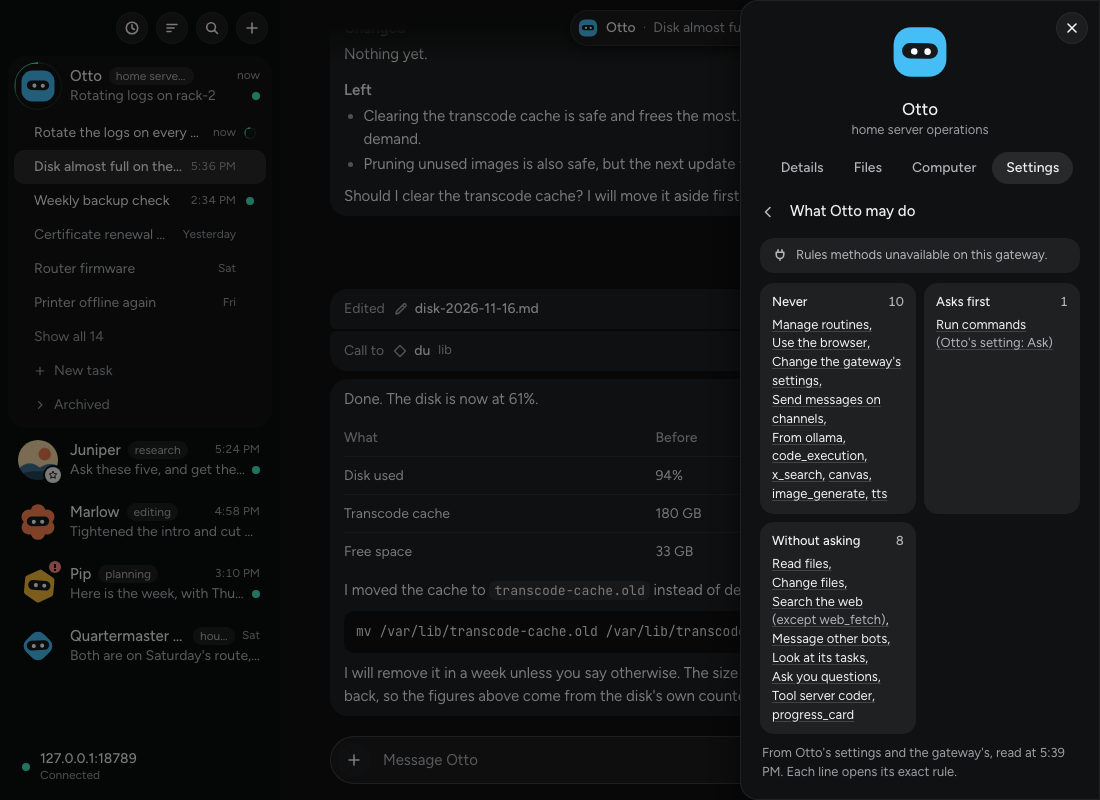 Otto
home serve...
now
Rotating logs on rack-2
Rotate the logs on every ...
now
Disk almost full on the...
5:36 PM
Weekly backup check
2:34 PM
Certificate renewal ...
Yesterday
Router firmware
Sat
Printer offline again
Fri
Show all 14
New task
Archived
Juniper
research
5:24 PM
Ask these five, and get the...
Marlow
editing
4:58 PM
Tightened the intro and cut ...
Pip
planning
3:10 PM
Here is the week, with Thu...
Quartermaster ...
hou...
Sat
Both are on Saturday's route,...
127.0.0.1:18789
Connected
Otto · Disk almost fu
Changed
Nothing yet.
Left
• Clearing the transcode cache is safe and frees the most.
demand.
• Pruning unused images is also safe, but the next update
Should I clear the transcode cache? I will move it aside first
Edited disk-2026-11-16.md
Call to du lib
Done. The disk is now at 61%.
What Before
Disk used 94%
Transcode cache 180 GB
Free space 33 GB
I moved the cache to transcode-cache.old instead of de
mv /var/lib/transcode-cache.old /var/lib/transcod
I will remove it in a week unless you say otherwise. The size
back, so the figures above come from the disk's own count
Message Otto
Otto
home server operations
Details Files Computer Settings
What Otto may do
Rules methods unavailable on this gateway.
Never 10
Manage routines,
Use the browser,
Change the gateway's
settings,
Send messages on
channels,
From ollama,
code_execution,
x_search, canvas,
image_generate, tts
Asks first 1
Run commands
(Otto's setting: Ask)
Without asking 8
Read files,
Change files,
Search the web
(except web_fetch),
Message other bots,
Look at its tasks,
Ask you questions,
Tool server coder,
progress_card
From Otto's settings and the gateway's, read at 5:39
PM. Each line opens its exact rule.